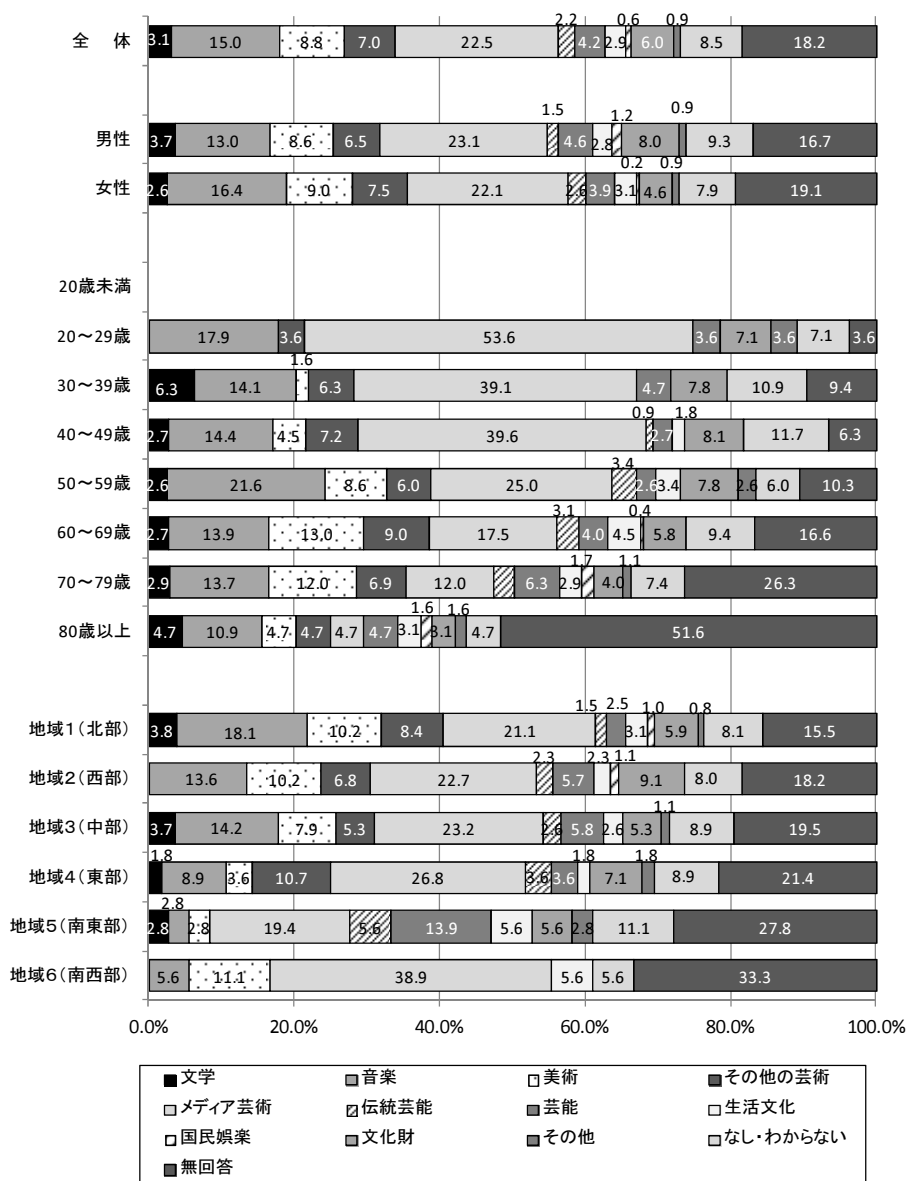 全 体 3.1 15.0 8.8 7.0 22.5 2.2 4.2 2.9 0.6 6.0 0.9 8.5 18.2
男性 3.7 13.0 8.6 6.5 23.1 1.5 4.6 2.8 1.2 8.0 0.9 9.3 16.7
女性 2.6 16.4 9.0 7.5 22.1 2.6 3.9 3.1 0.2 4.6 0.9 7.9 19.1
20歳未満
20～29歳 17.9 3.6 53.6 3.6 7.1 3.6 7.1 3.6
30～39歳 6.3 14.1 1.6 6.3 39.1 4.7 7.8 10.9 9.4
40～49歳 2.7 14.4 4.5 7.2 39.6 0.9 2.7 1.8 8.1 11.7 6.3
50～59歳 2.6 21.6 8.6 6.0 25.0 3.4 2.6 3.4 7.8 2.6 6.0 10.3
60～69歳 2.7 13.9 13.0 9.0 17.5 3.1 4.0 4.5 0.4 5.8 9.4 16.6
70～79歳 2.9 13.7 12.0 6.9 12.0 6.3 2.9 1.7 4.0 1.1 7.4 26.3
80歳以上 4.7 10.9 4.7 4.7 4.7 4.7 3.1 1.6 3.1 1.6 4.7 51.6
地域1(北部) 3.8 18.1 10.2 8.4 21.1 1.5 2.5 3.1 1.0 5.9 0.8 8.1 15.5
地域2(西部) 13.6 10.2 6.8 22.7 2.3 5.7 2.3 1.1 9.1 8.0 18.2
地域3(中部) 3.7 14.2 7.9 5.3 23.2 2.6 5.8 2.6 5.3 1.1 8.9 19.5
地域4(東部) 1.8 8.9 3.6 10.7 26.8 3.6 3.6 1.8 7.1 1.8 8.9 21.4
地域5(南東部) 2.8 2.8 2.8 19.4 5.6 13.9 5.6 5.6 2.8 11.1 27.8
地域6(南西部) 5.6 11.1 38.9 5.6 5.6 33.3
0.0% 20.0% 40.0% 60.0% 80.0% 100.0%
文学 音楽 美術 その他の芸術
メディア芸術 伝統芸能 芸能 生活文化
国民娯楽 文化財 その他 なし・わからない
無回答